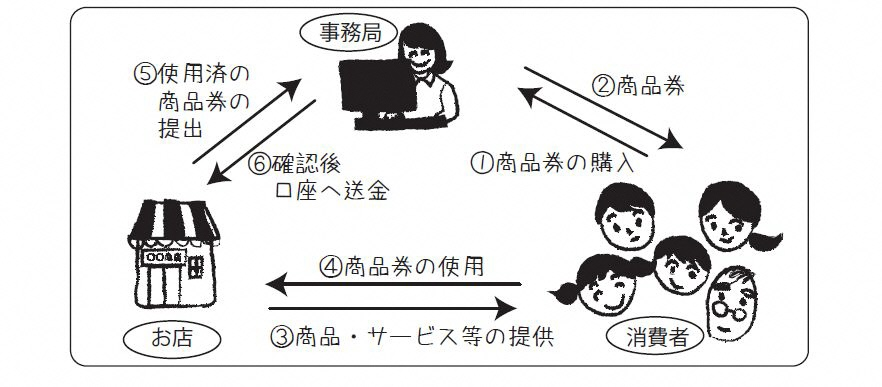 事務局
⑤使用済の
商品券の
提出
②商品券
①商品券の購入
⑥確認後
口座へ送金
〇〇商店
④商品券の使用
お店
③商品・サービス等の提供
消費者